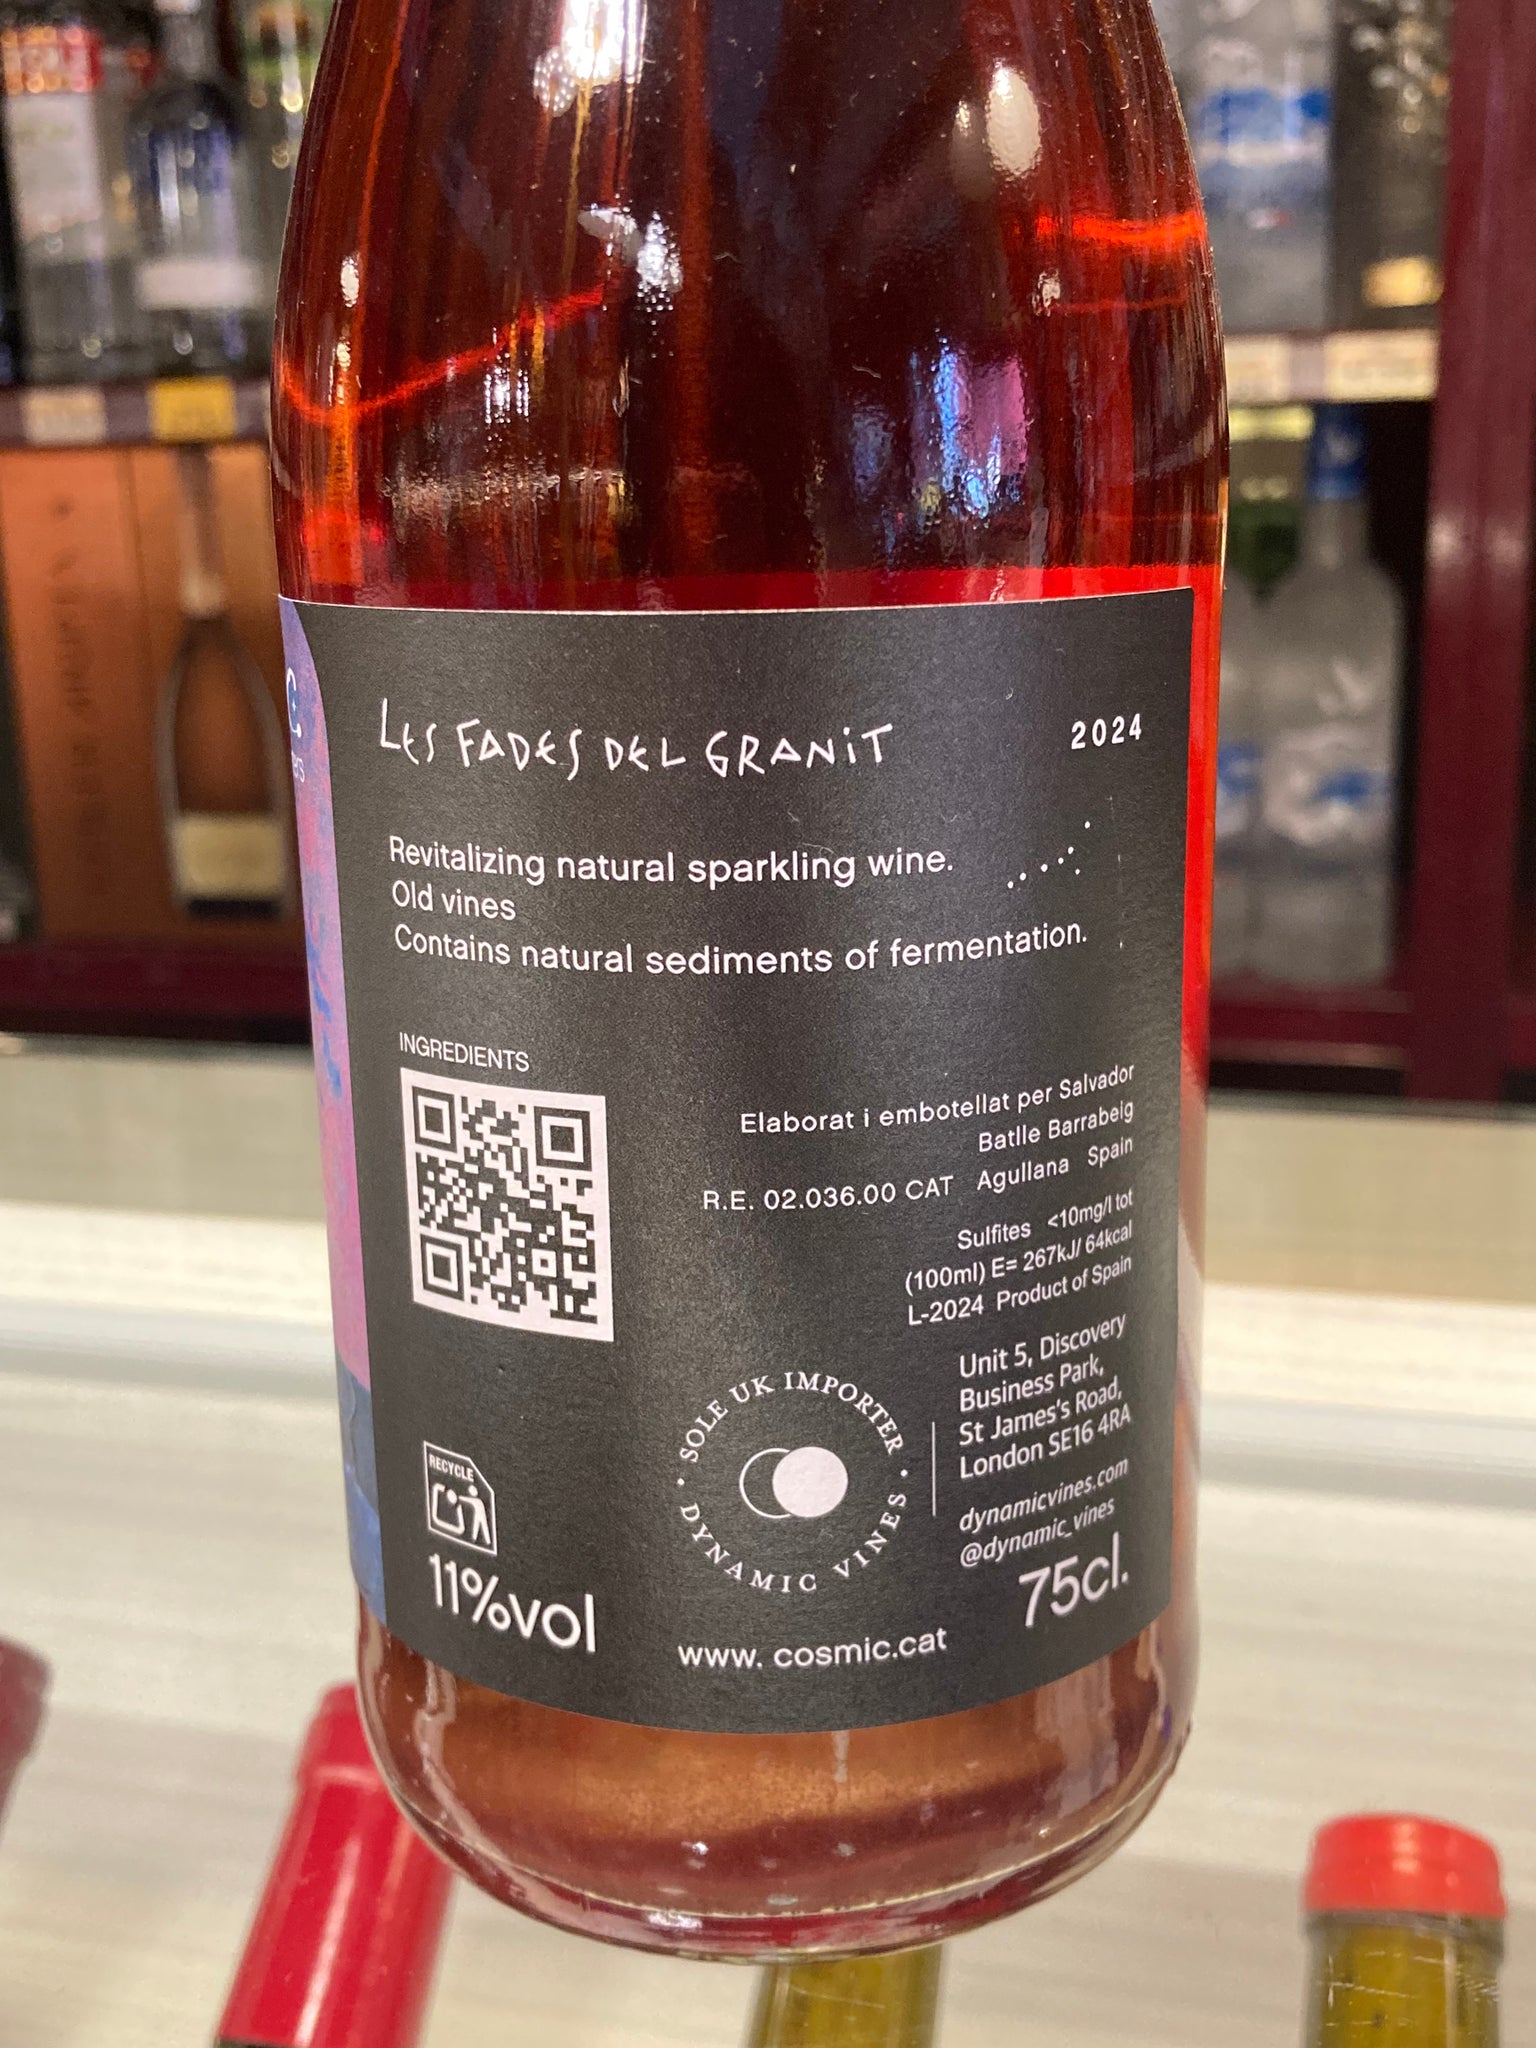 LES FADES DEL GRANIT
2024
Revitalizing natural sparkling wine.
Old vines
Contains natural sediments of fermentation.
INGREDIENTS
Elaborat i embotellat per Salvador
Batlle Barrabeig
R.E. 02.036.00 CAT Agullana Spain
Sulfites <10mg/l tot
(100ml) E= 267kJ/ 64kcal
L-2024 Product of Spain
SOLE UK IMPORTER
DYNAMIC VINES
Unit 5, Discovery
Business Park,
St James's Road,
London SE16 4RA
dynamicvines.com
@dynamic_vines
RECYCLE
11%vol
75cl.
www. cosmic.cat